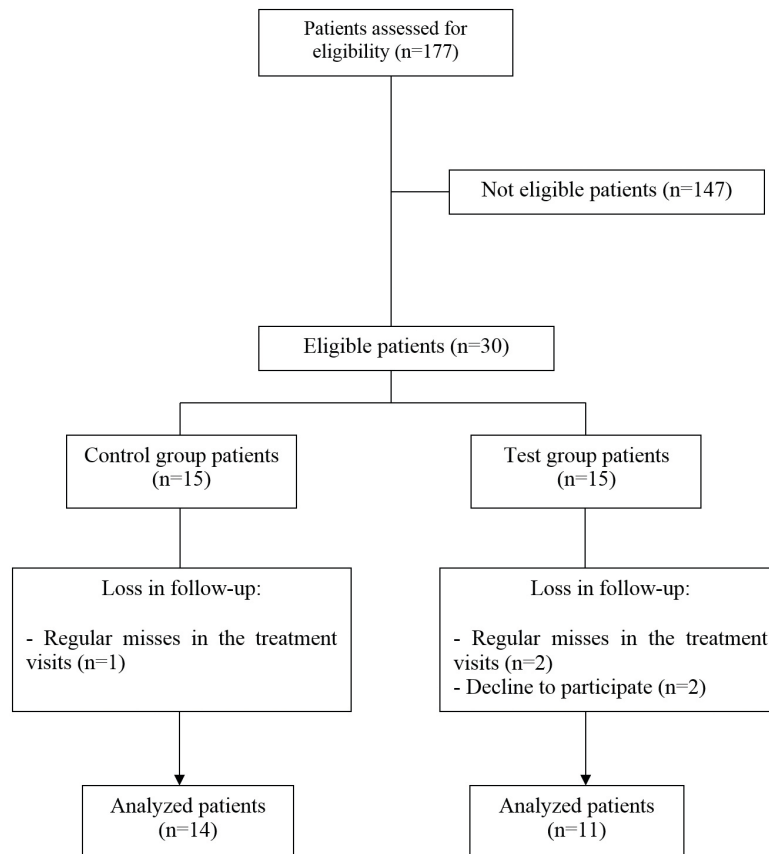 Patients assessed for
eligibility (n=177)
Not eligible patients (n=147)
Eligible patients (n=30)
Control group patients
(n=15)
Test group patients
(n=15)
Loss in follow-up:
- Regular misses in the treatment
visits (n=1)
Loss in follow-up:
- Regular misses in the treatment
visits (n=2)
- Decline to participate (n=2)
Analyzed patients
(n=14)
Analyzed patients
(n=11)